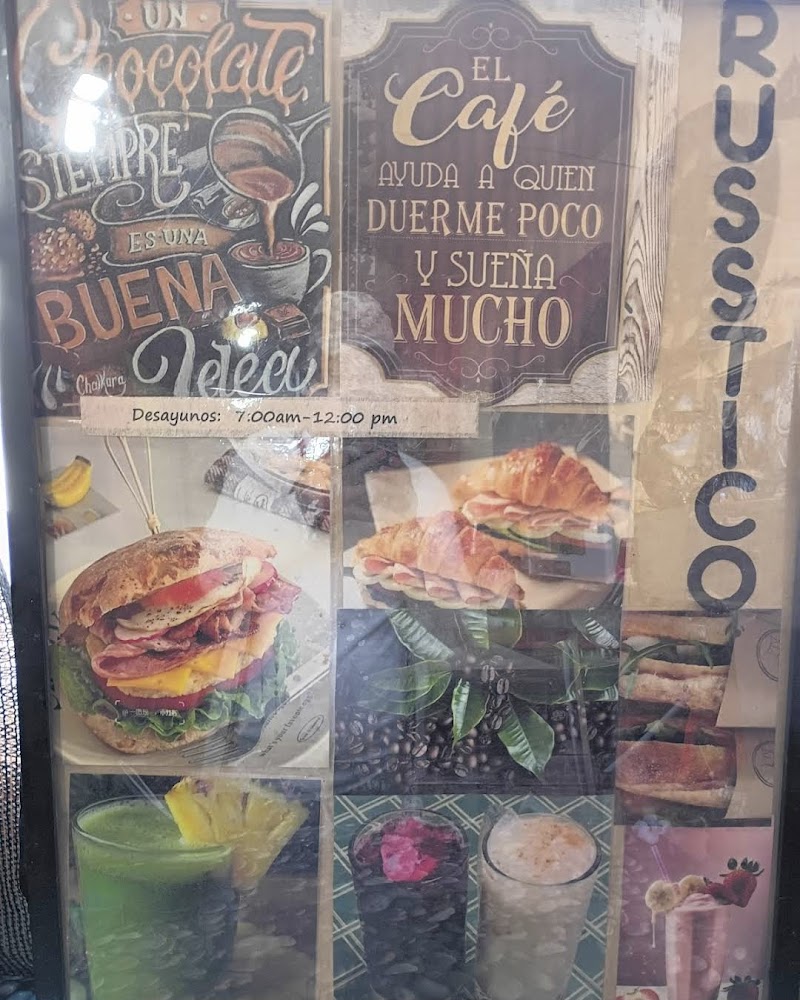 UN
Chocolate
SIEMPRE
ES UNA
BUENA
Idea
Chalkara
EL
Café
AYUDA A QUIEN
DUERME POCO
Y SUEÑA
MUCHO
RUSSTICO
Desayunos: 7:00am-12:00 pm